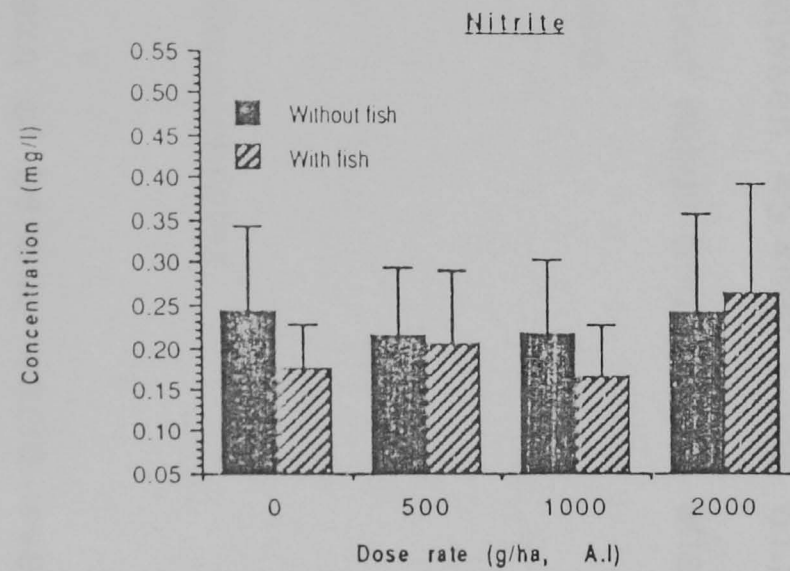 Nitrite
Concentration (mg/l)
0.55
0.50
0.45
0.40
0.35
0.30
0.25
0.20
0.15
0.10
0.05
Without fish
With fish
0 500 1000 2000
Dose rate (g/ha, A.I)